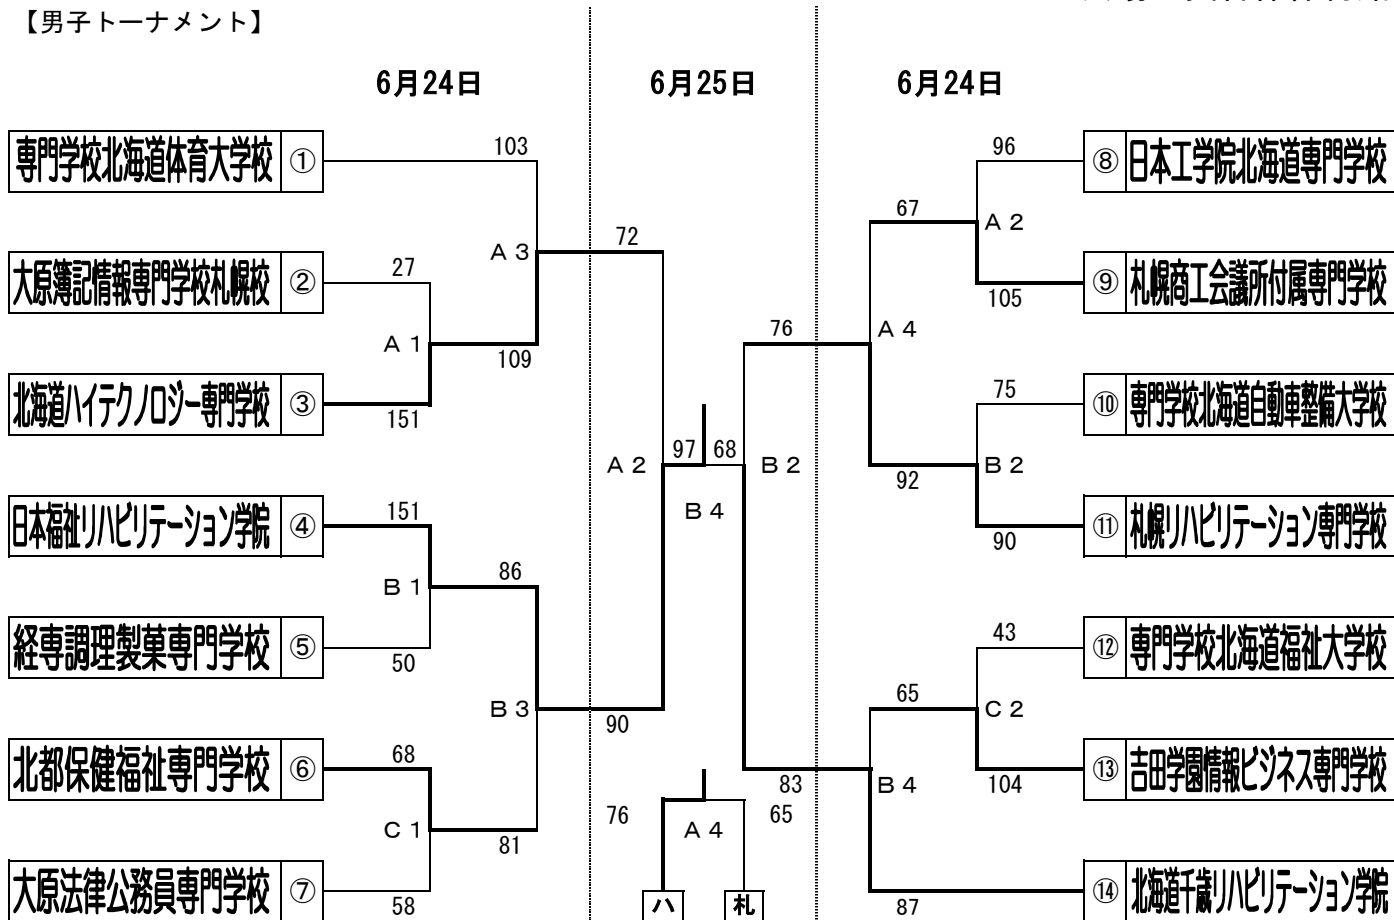 【男子トーナメント】
6月24日
6月25日
6月24日
専門学校北海道体育大学校 ①
大原簿記情報専門学校札幌校 ②
北海道ハイテクノロジー専門学校 ③
日本福祉リハビリテーション学院 ④
経専調理製菓専門学校 ⑤
北都保健福祉専門学校 ⑥
大原法律公務員専門学校 ⑦
103
27
A 1
151
A 3
109
151
B 1
50
86
B 3
68
C 1
58
81
72
A 2
90
97
68
B 4
76
B 2
83
76
A 4
65
ハ
札
67
A 4
92
65
B 4
87
96
A 2
105
75
B 2
90
43
C 2
104
⑧ 日本工学院北海道専門学校
⑨ 札幌商工会議所付属専門学校
⑩ 専門学校北海道自動車整備大学校
⑪ 札幌リハビリテーション専門学校
⑫ 専門学校北海道福祉大学校
⑬ 吉田学園情報ビジネス専門学校
⑭ 北海道千歳リハビリテーション学院